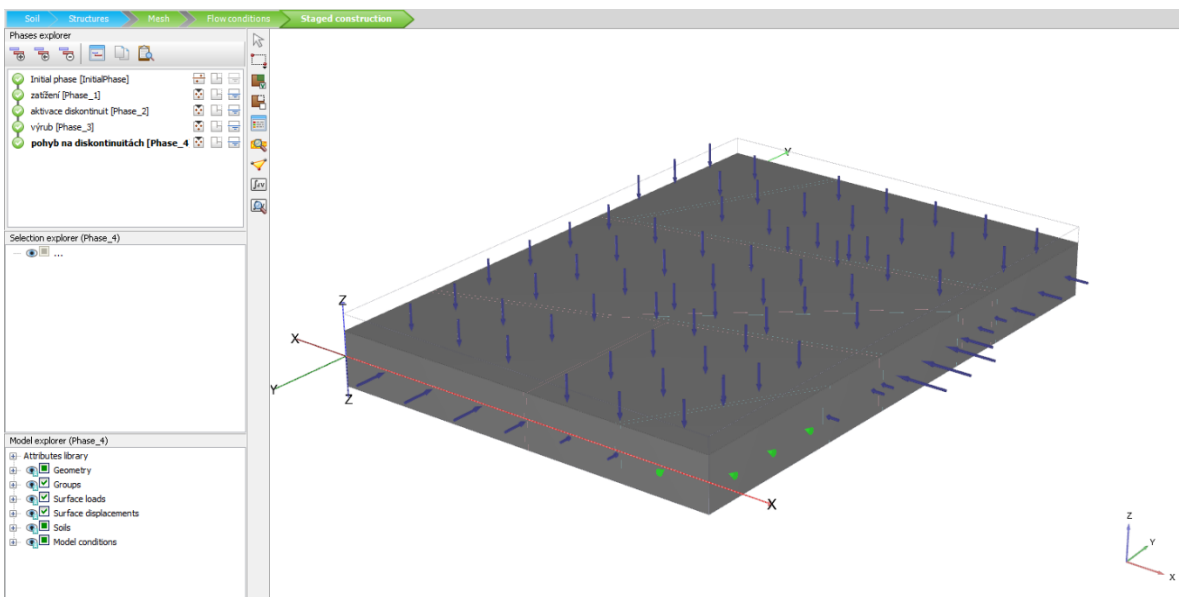 Soil Structures Mesh Flow conditions Staged construction
Phases explorer
Initial phase [InitialPhase]
zatížení [Phase_1]
aktivace diskontinuit [Phase_2]
výrub [Phase_3]
pohyb na diskontinuitách [Phase_4
Selection explorer (Phase_4)
...
Model explorer (Phase_4)
Attributes library
Geometry
Groups
Surface loads
Surface displacements
Soils
Model conditions
Y
Z
X
Y
Z
X
Z
Y
X